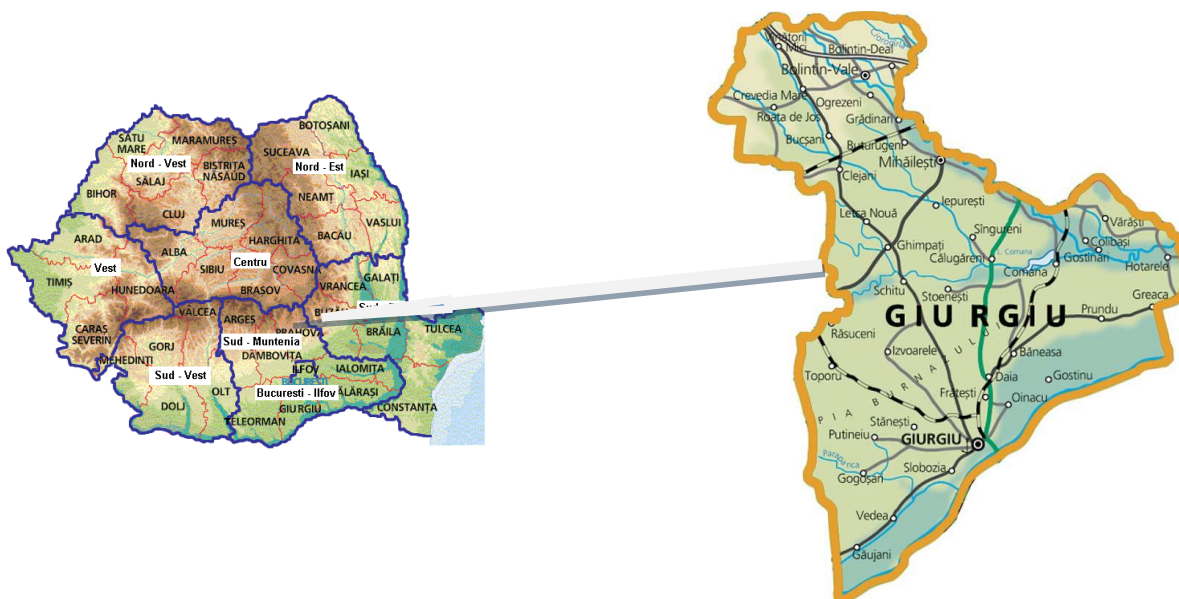 BOTOȘANI
SATU
MARE
MARAMUREȘ
SUCEAVA
Nord - Vest
BISTRIȚA
NĂSĂUD
Nord - Est
IAȘI
SĂLAJ
BIHOR
NEAMȚ
CLUJ
MUREȘ
VASLUI
BACĂU
ARAD
HARGHITA
ALBA
Vest
Centru
SIBIU
COVASNA
GALAȚI
TIMIȘ
HUNEDOARA
VRANCEA
BRASOV
VÂLCEA
ARGEȘ
CARAȘ
SEVERIN
PRAHOVA
BRĂILA
TULCEA
GORJ
Sud - Muntenia
MEHEDINȚI
DÂMBOVIȚA
ILFOV
IALOMIȚA
Sud - Vest
BUCUREȘTI
OLT
Bucuresti - Ilfov
DOLJ
GIURGIU
CONSTANȚA
TELEORMAN
Mici
Bolintin-Deal
Bolintin-Vale
Crevedia Mare
Ogrezeni
Roata de Jos
Grădinari
Bucșani
Buturugeni
Mihăilești
Clejani
Iepurești
Letca Nouă
Vărăști
Sîngureni
Colibași
Ghimpați
Călugăreni
L. Comana
Gostinari
Comana
Hotarele
Schitu
Stoenești
Greaca
GIURGIU
Prundu
Răsuceni
Izvoarele
Băneasa
Toporu
Daia
Gostinu
Frătești
Oinacu
Stănești
Putineiu
GIURGIU
Slobozia
Gogoșari
Vedea
Găujani